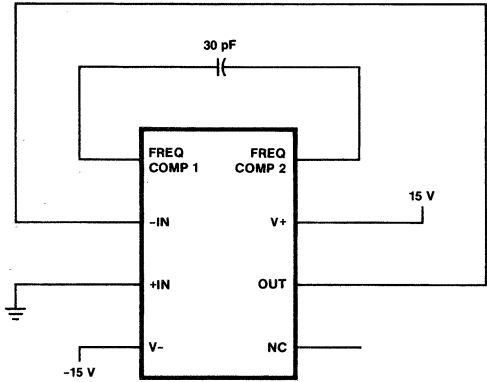 30 pF
FREQ COMP 1
FREQ COMP 2
15 V
-IN
V+
+IN
OUT
V-
NC
-15 V